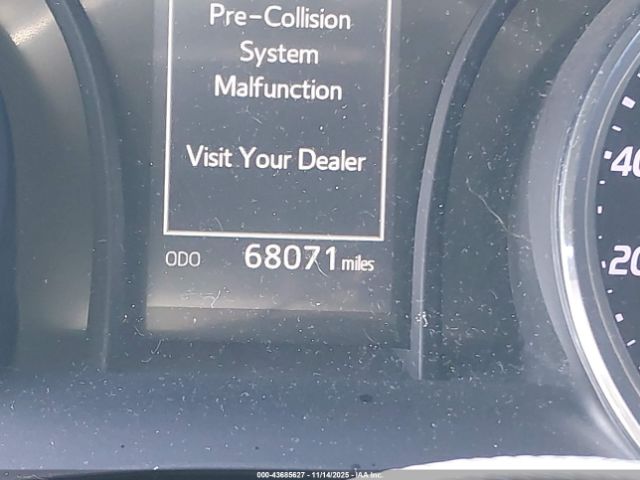 Pre-Collision
System
Malfunction
Visit Your Dealer
ODO 68071 miles
40
20
000-43685627 - 11/14/2025 - IAA Inc.